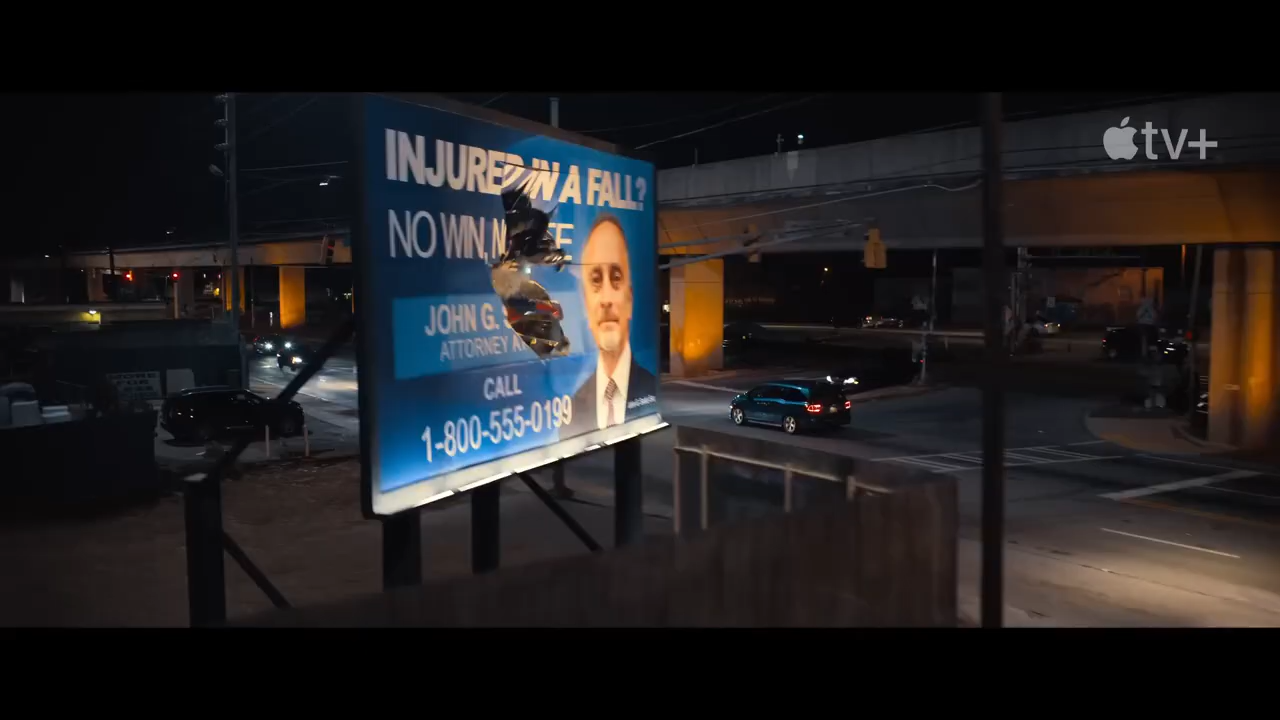 INJURED IN A FALL?
NO WIN, N
JOHN G.
ATTORNEY
CALL
1-800-555-0199
tv+